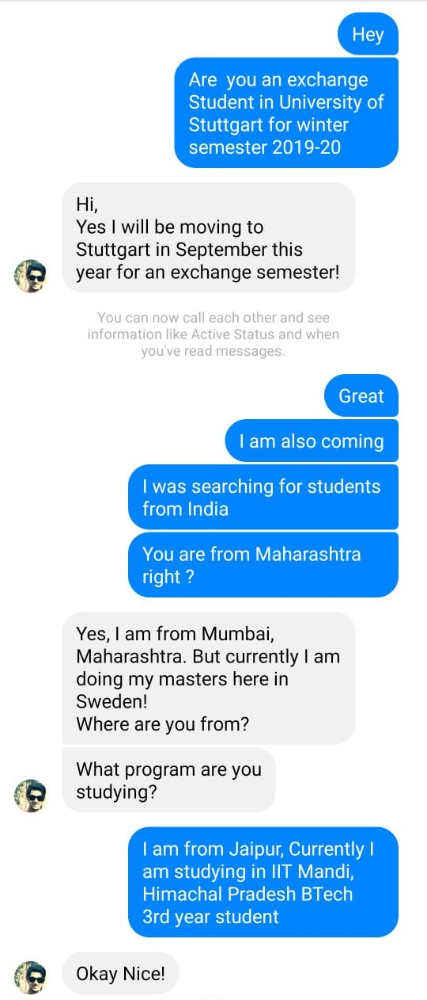 Hey
Are  you an exchange
Student in University of
Stuttgart for winter
semester 2019-20
Hi,
Yes I will be moving to
Stuttgart in September this
year for an exchange semester!
You can now call each other and see
information like Active Status and when
you've read messages.
Great
I am also coming
I was searching for students
from India
You are from Maharashtra
right ?
Yes, I am from Mumbai,
Maharashtra. But currently I am
doing my masters here in
Sweden!
Where are you from?
What program are you
studying?
I am from Jaipur, Currently I
am studying in IIT Mandi,
Himachal Pradesh BTech
3rd year student
Okay Nice!